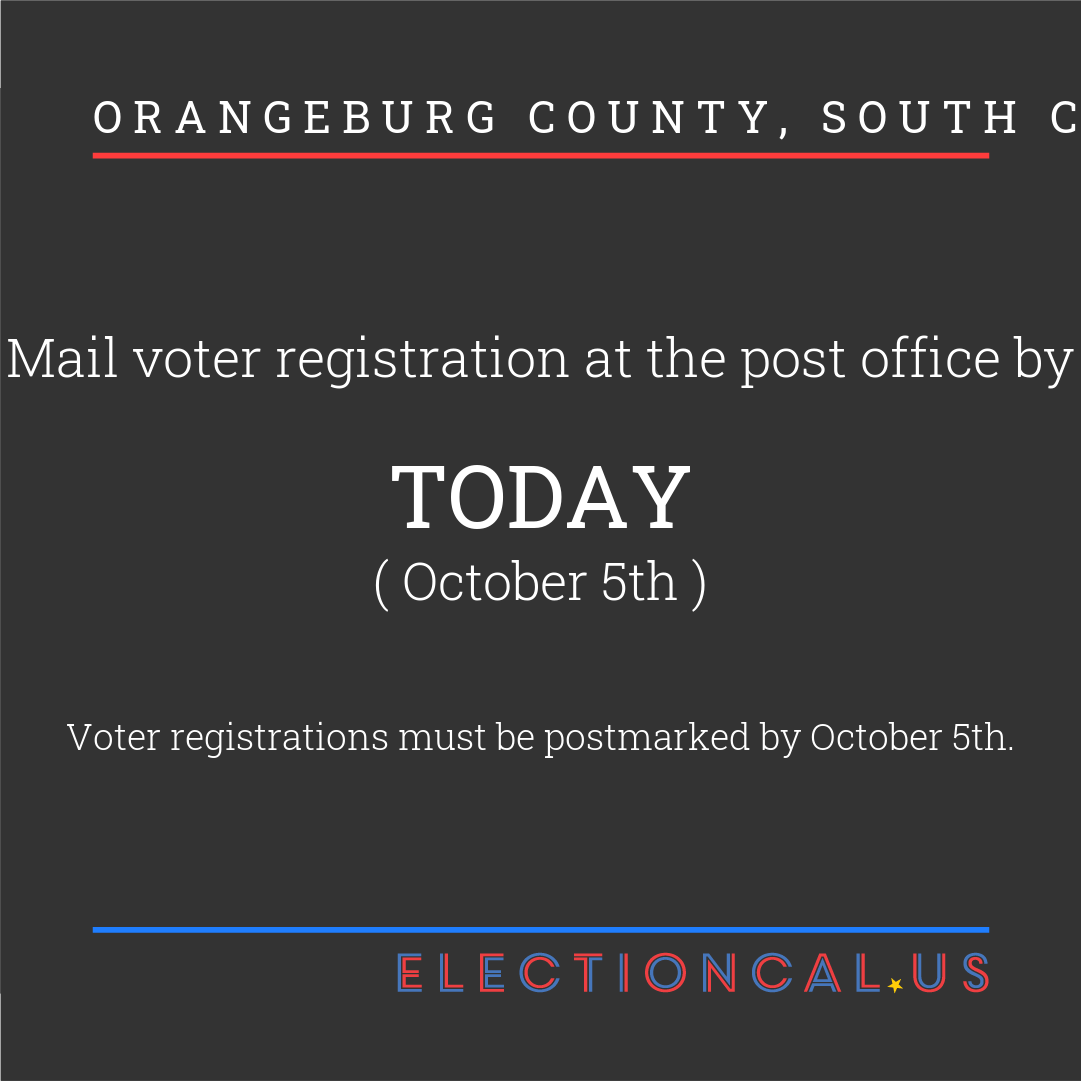 ORANGEBURG COUNTY, SOUTH C
Mail voter registration at the post office by
TODAY
( October 5th )
Voter registrations must be postmarked by October 5th.
ELECTIONCAL.US